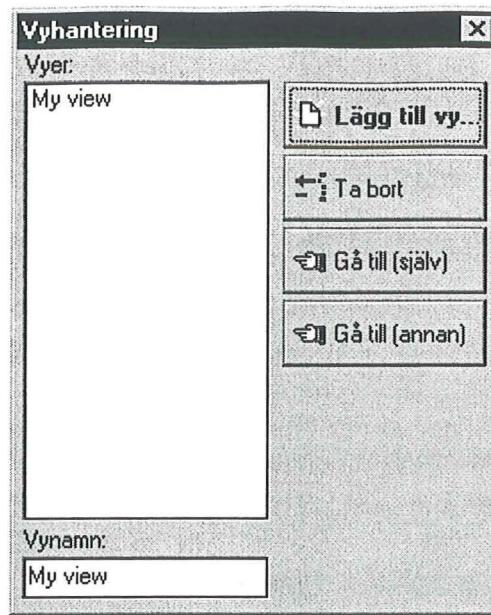 Vyhantering
Vyer:
My view
Lägg till vy...
Ta bort
Gå till (själv)
Gå till (annan)
Vynamn:
My view